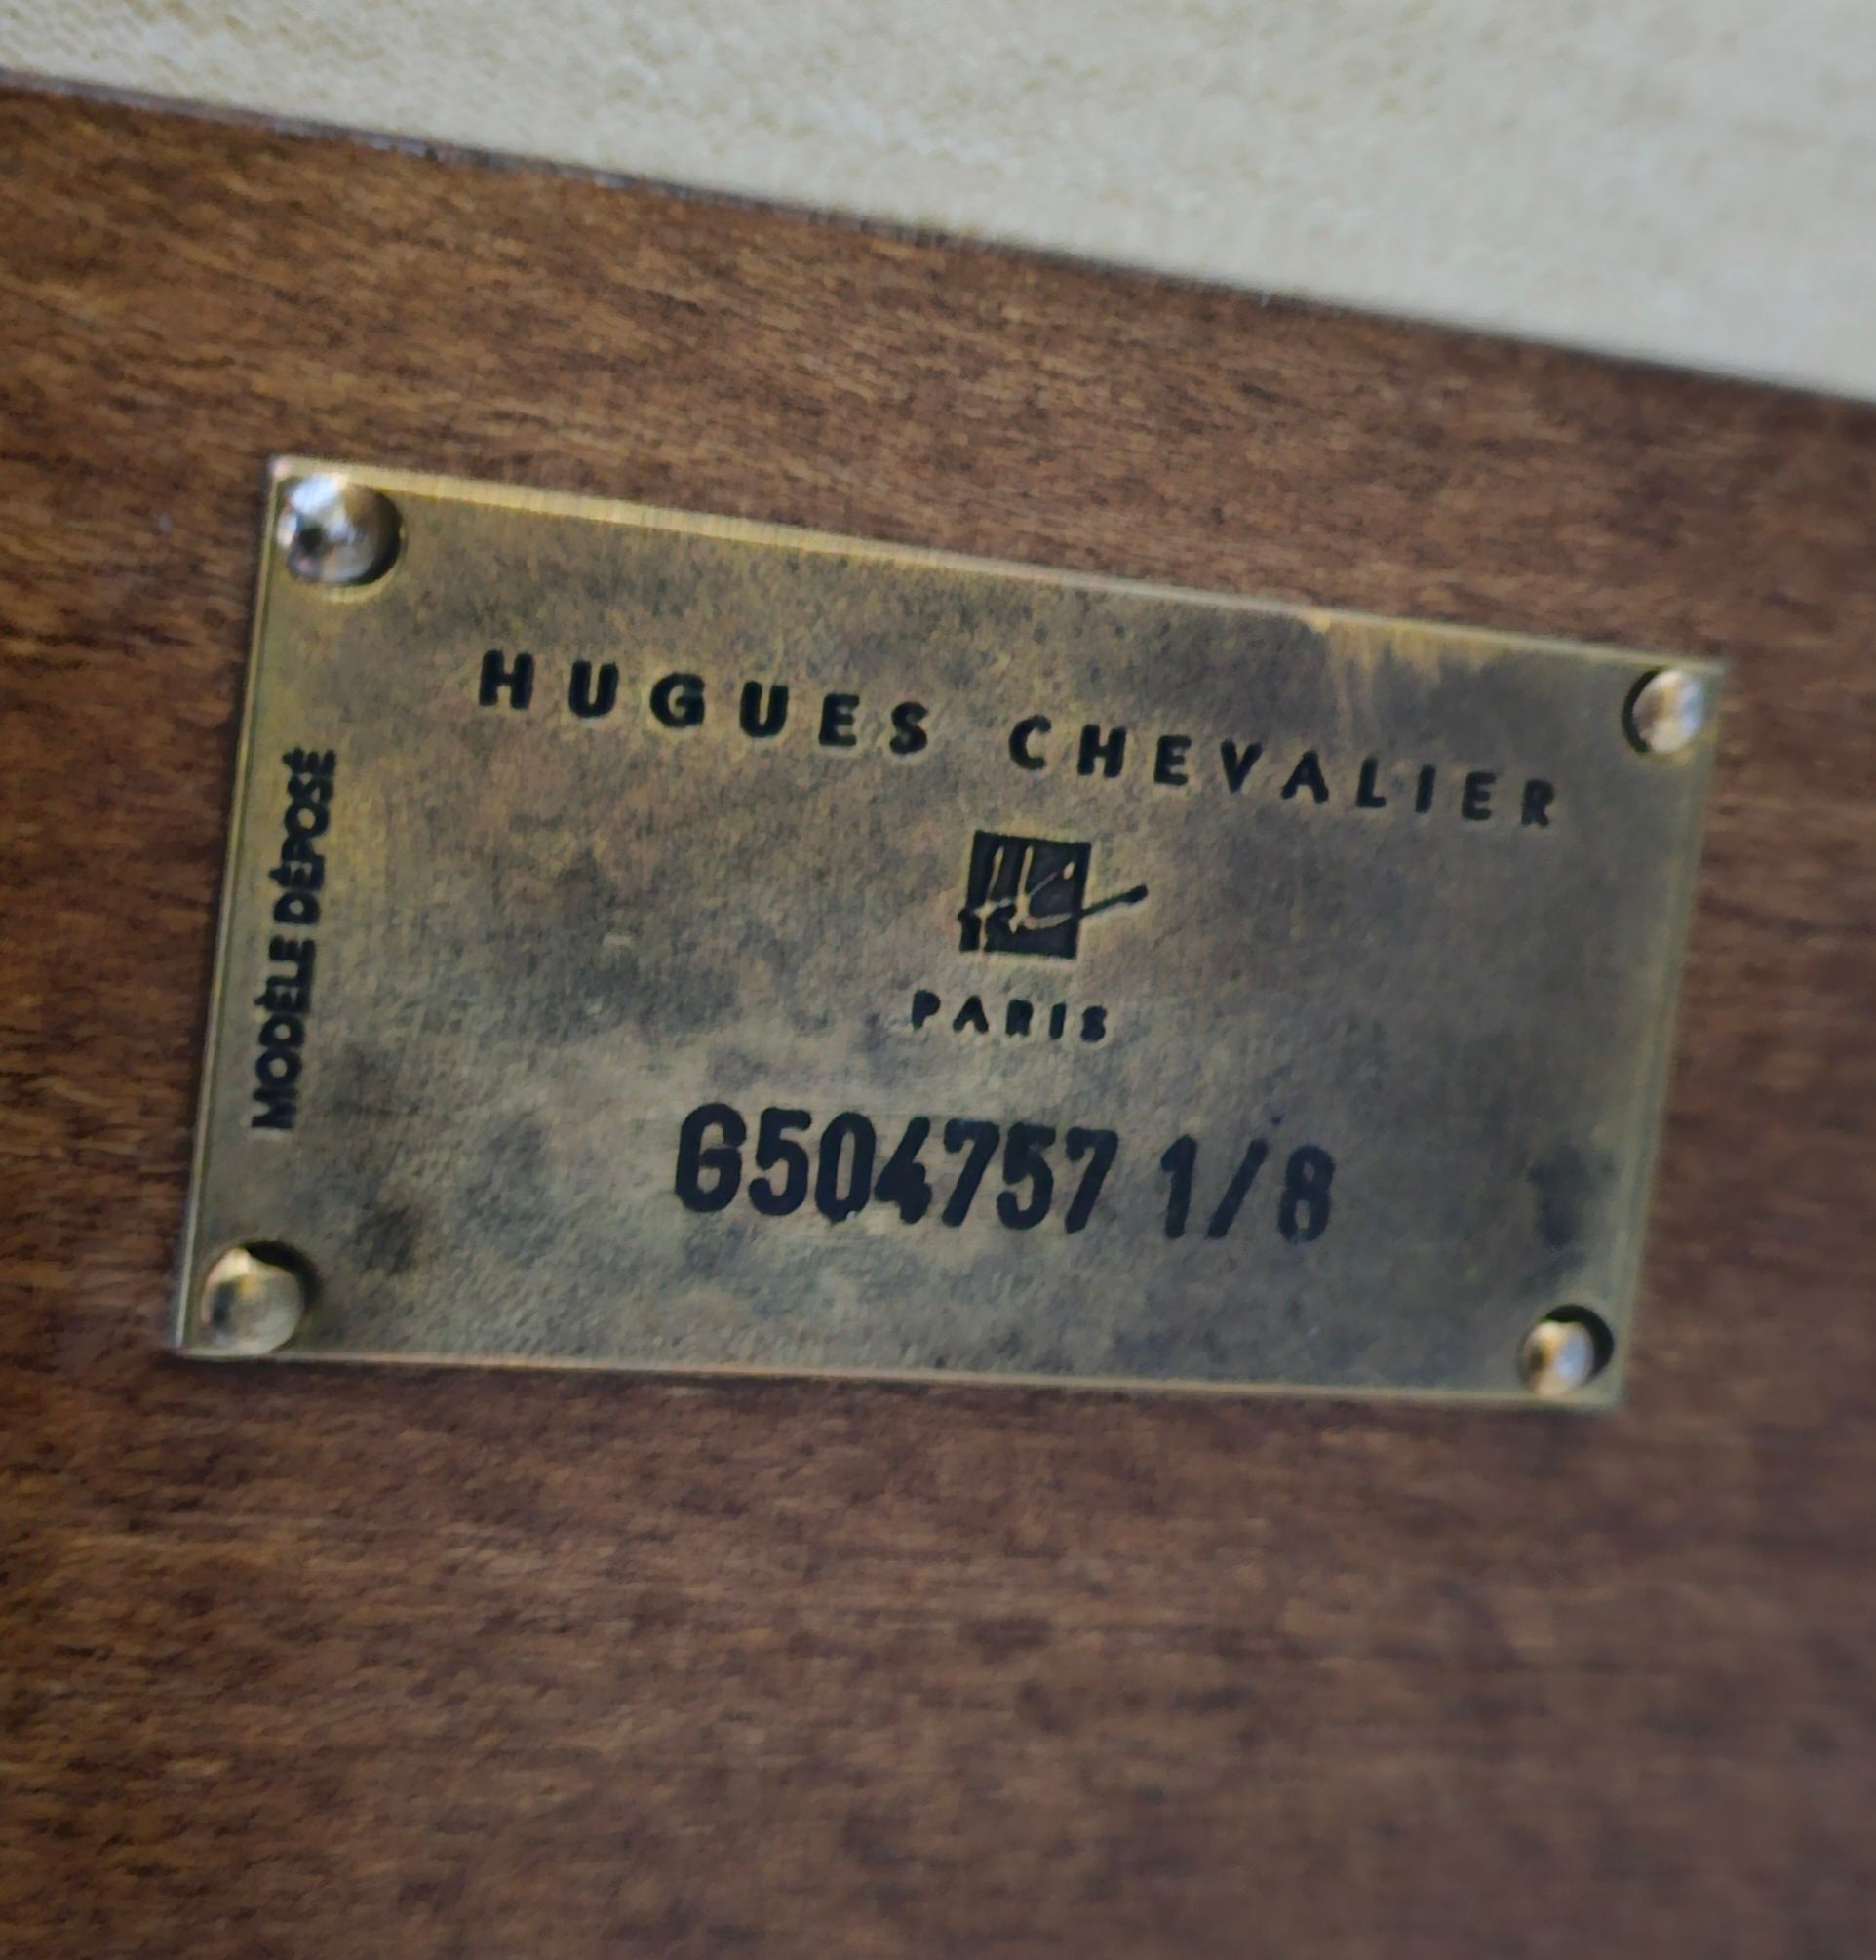 HUGUES CHEVALIER
PARIS
G504757 1/8
MODÈLE DÉPOSÉ